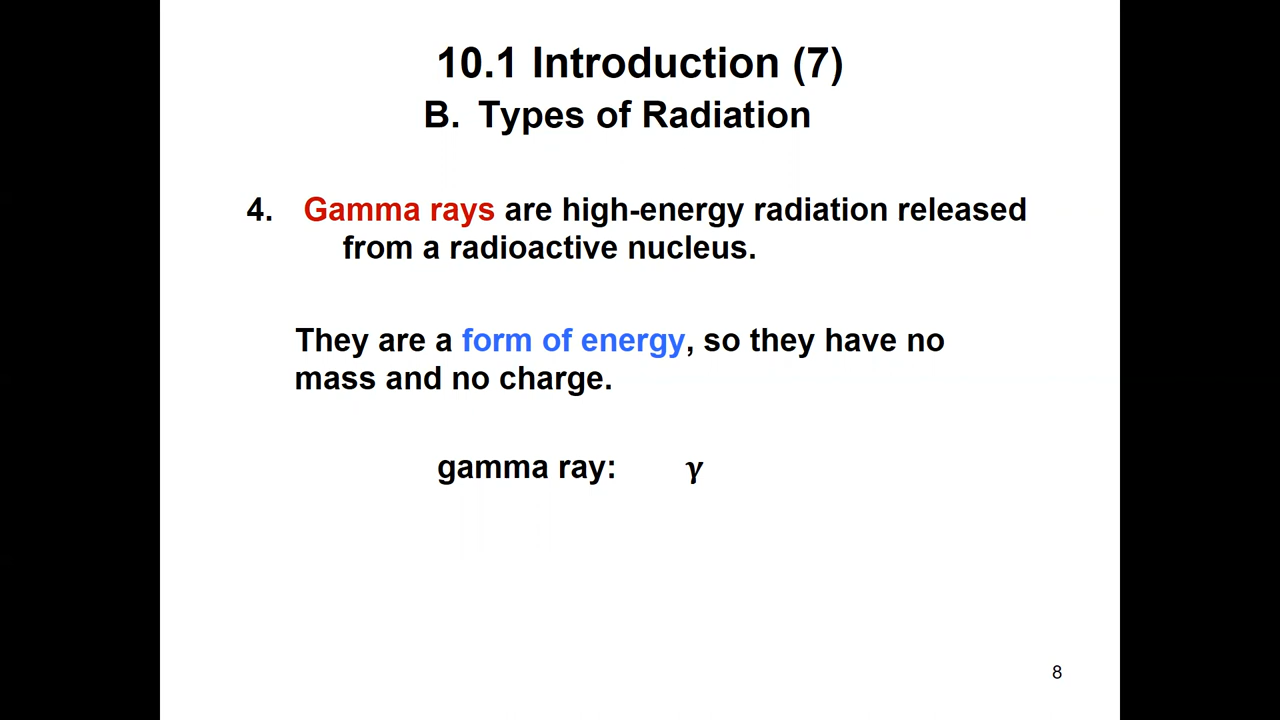 10.1 Introduction (7)
B. Types of Radiation
4. Gamma rays are high-energy radiation released
from a radioactive nucleus.
They are a form of energy, so they have no
mass and no charge.
gamma ray: γ
8